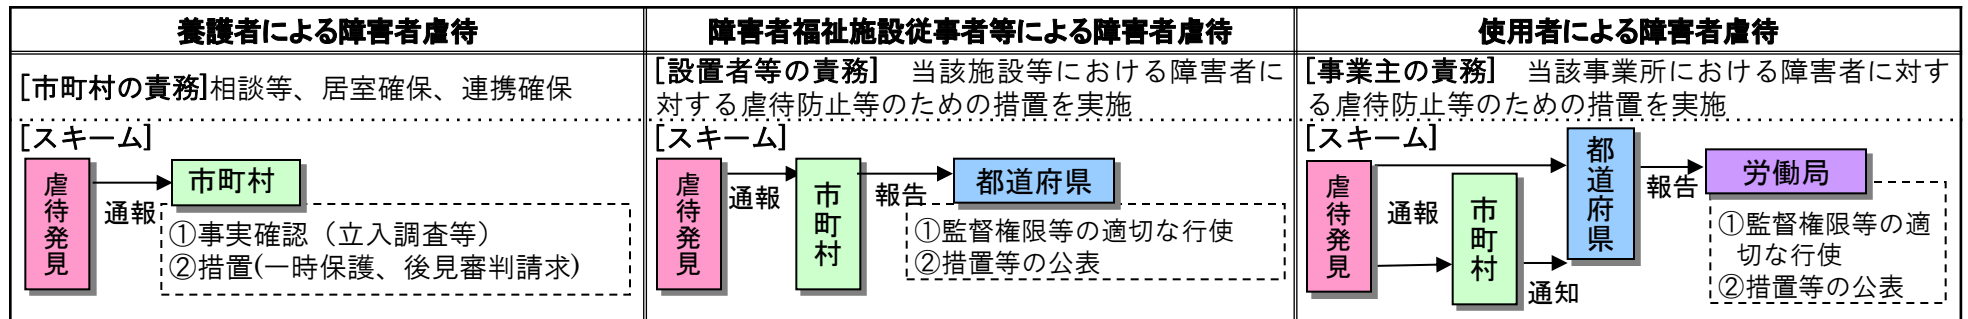 養護者による障害者虐待
[市町村の責務]相談等、居室確保、連携確保
[スキーム]
虐待発見
通報
市町村
①事実確認（立入調査等）
②措置(一時保護、後見審判請求)
障害者福祉施設従事者等による障害者虐待
[設置者等の責務]　当該施設等における障害者に
対する虐待防止等のための措置を実施
[スキーム]
虐待発見
通報
市町村
報告
都道府県
①監督権限等の適切な行使
②措置等の公表
使用者による障害者虐待
[事業主の責務]　当該事業所における障害者に対す
る虐待防止等のための措置を実施
[スキーム]
虐待発見
通報
市町村
通知
都道府県
報告
労働局
①監督権限等の適
切な行使
②措置等の公表